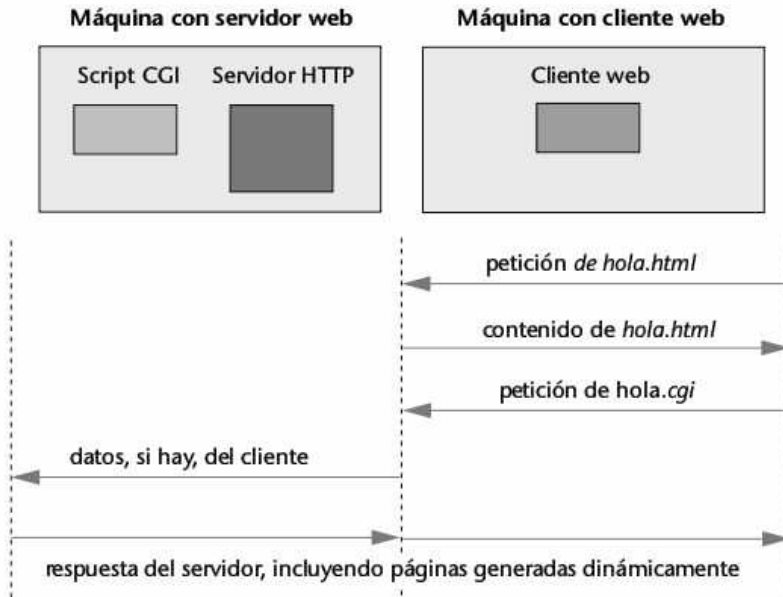 Máquina con servidor web
Máquina con cliente web
Script CGI
Servidor HTTP
Cliente web
petición de hola.html
contenido de hola.html
petición de hola.cgi
datos, si hay, del cliente
respuesta del servidor, incluyendo páginas generadas dinámicamente